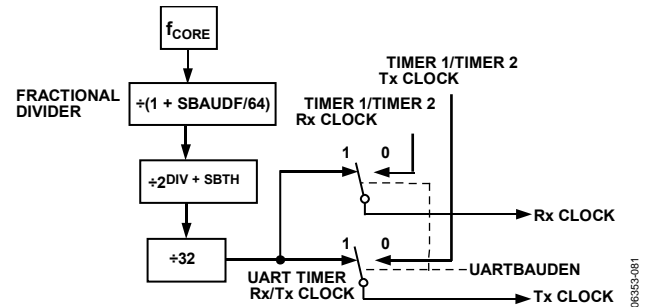 fCORE
FRACTIONAL
DIVIDER
÷(1 + SBAUDF/64)
TIMER 1/TIMER 2
Tx CLOCK
TIMER 1/TIMER 2
Rx CLOCK
1 0
÷2DIV + SBTH
Rx CLOCK
÷32
1 0
UART TIMER
Rx/Tx CLOCK
UARTBAUDEN
Tx CLOCK
06353-081